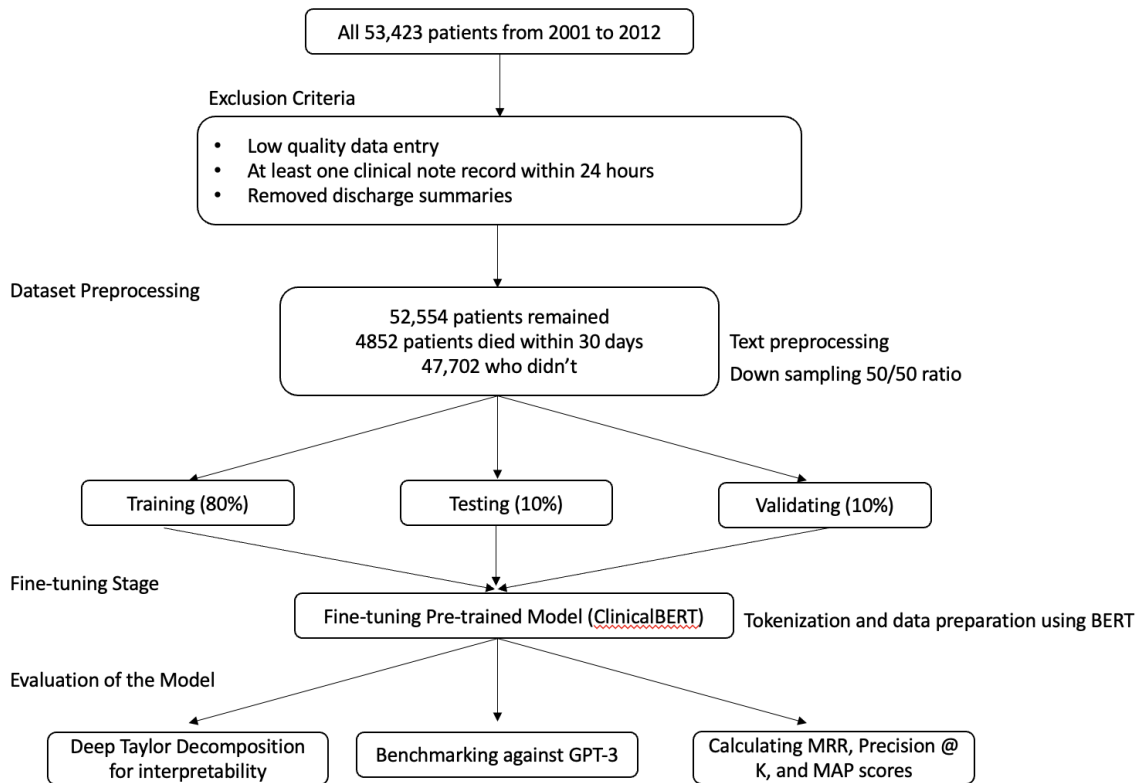 All 53,423 patients from 2001 to 2012
Exclusion Criteria
• Low quality data entry
• At least one clinical note record within 24 hours
• Removed discharge summaries
Dataset Preprocessing
52,554 patients remained
4852 patients died within 30 days
47,702 who didn’t
Text preprocessing
Down sampling 50/50 ratio
Training (80%)
Testing (10%)
Validating (10%)
Fine-tuning Stage
Fine-tuning Pre-trained Model (ClinicalBERT)
Tokenization and data preparation using BERT
Evaluation of the Model
Deep Taylor Decomposition
for interpretability
Benchmarking against GPT-3
Calculating MRR, Precision @
K, and MAP scores